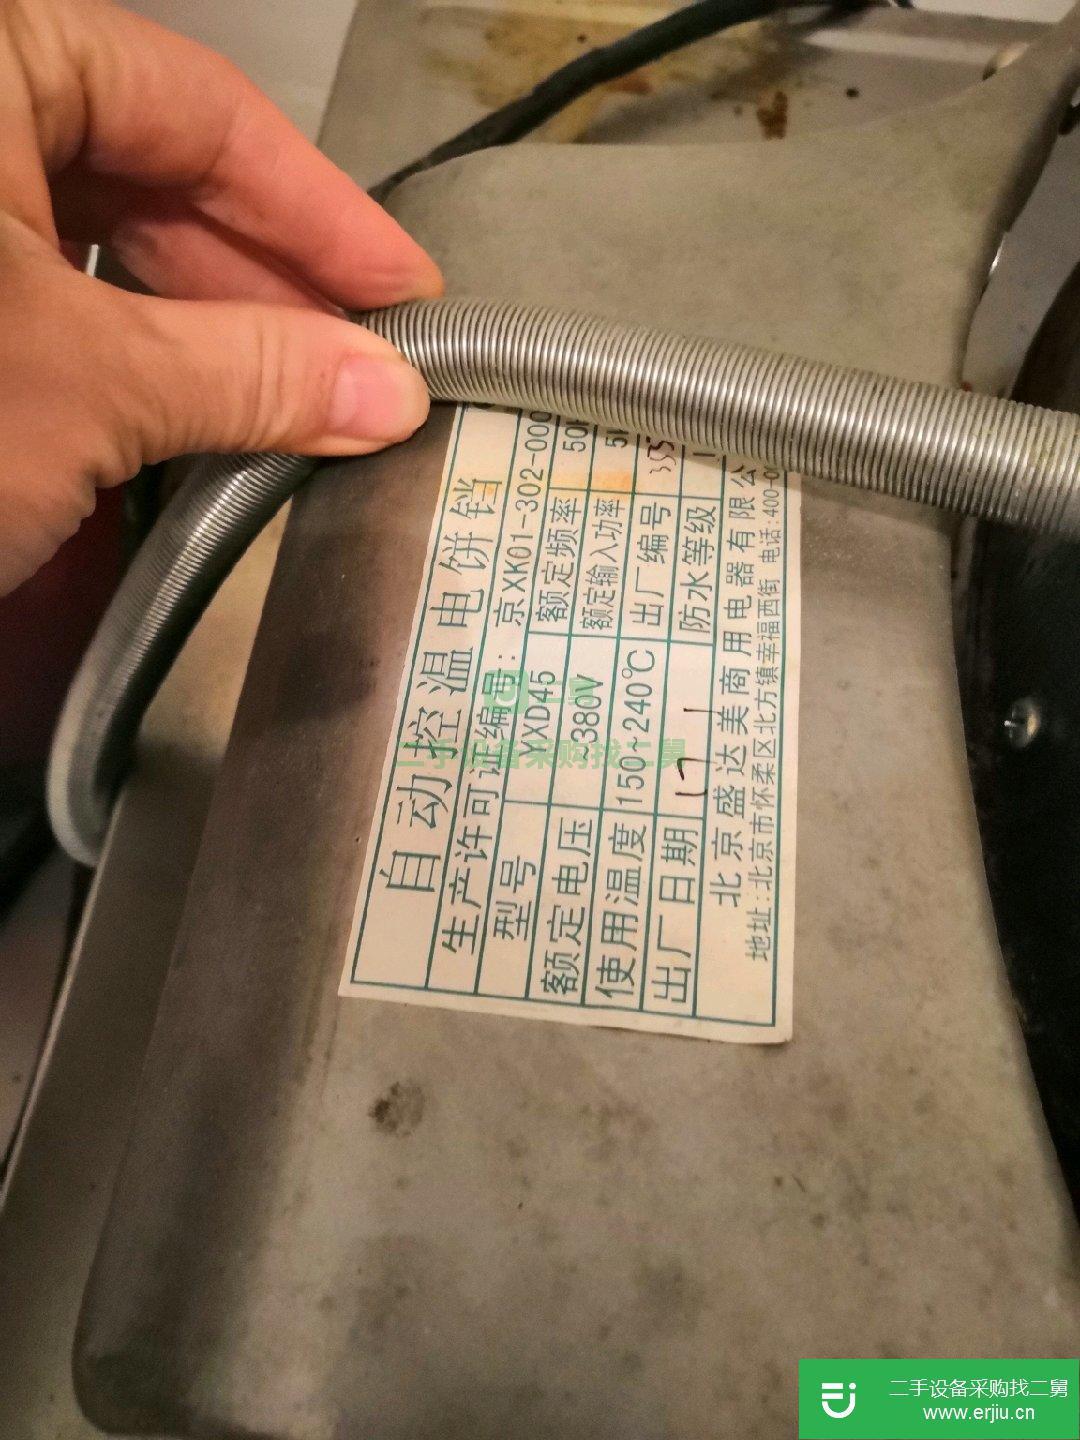 自动控温电饼铛
生产许可证编号:京XK01-302-000
型号 MXD45 额定频率 50
额定电压 ~380V 额定输入功率 5
使用温度 150~240℃ 出厂编号
出厂日期 17 防水等级
北京盛达美商用电器有限公
地址:北京市怀柔区北方镇幸福西街 电话:400-0
二手设备采购找二舅
二手设备采购找二舅
www.erjiu.cn